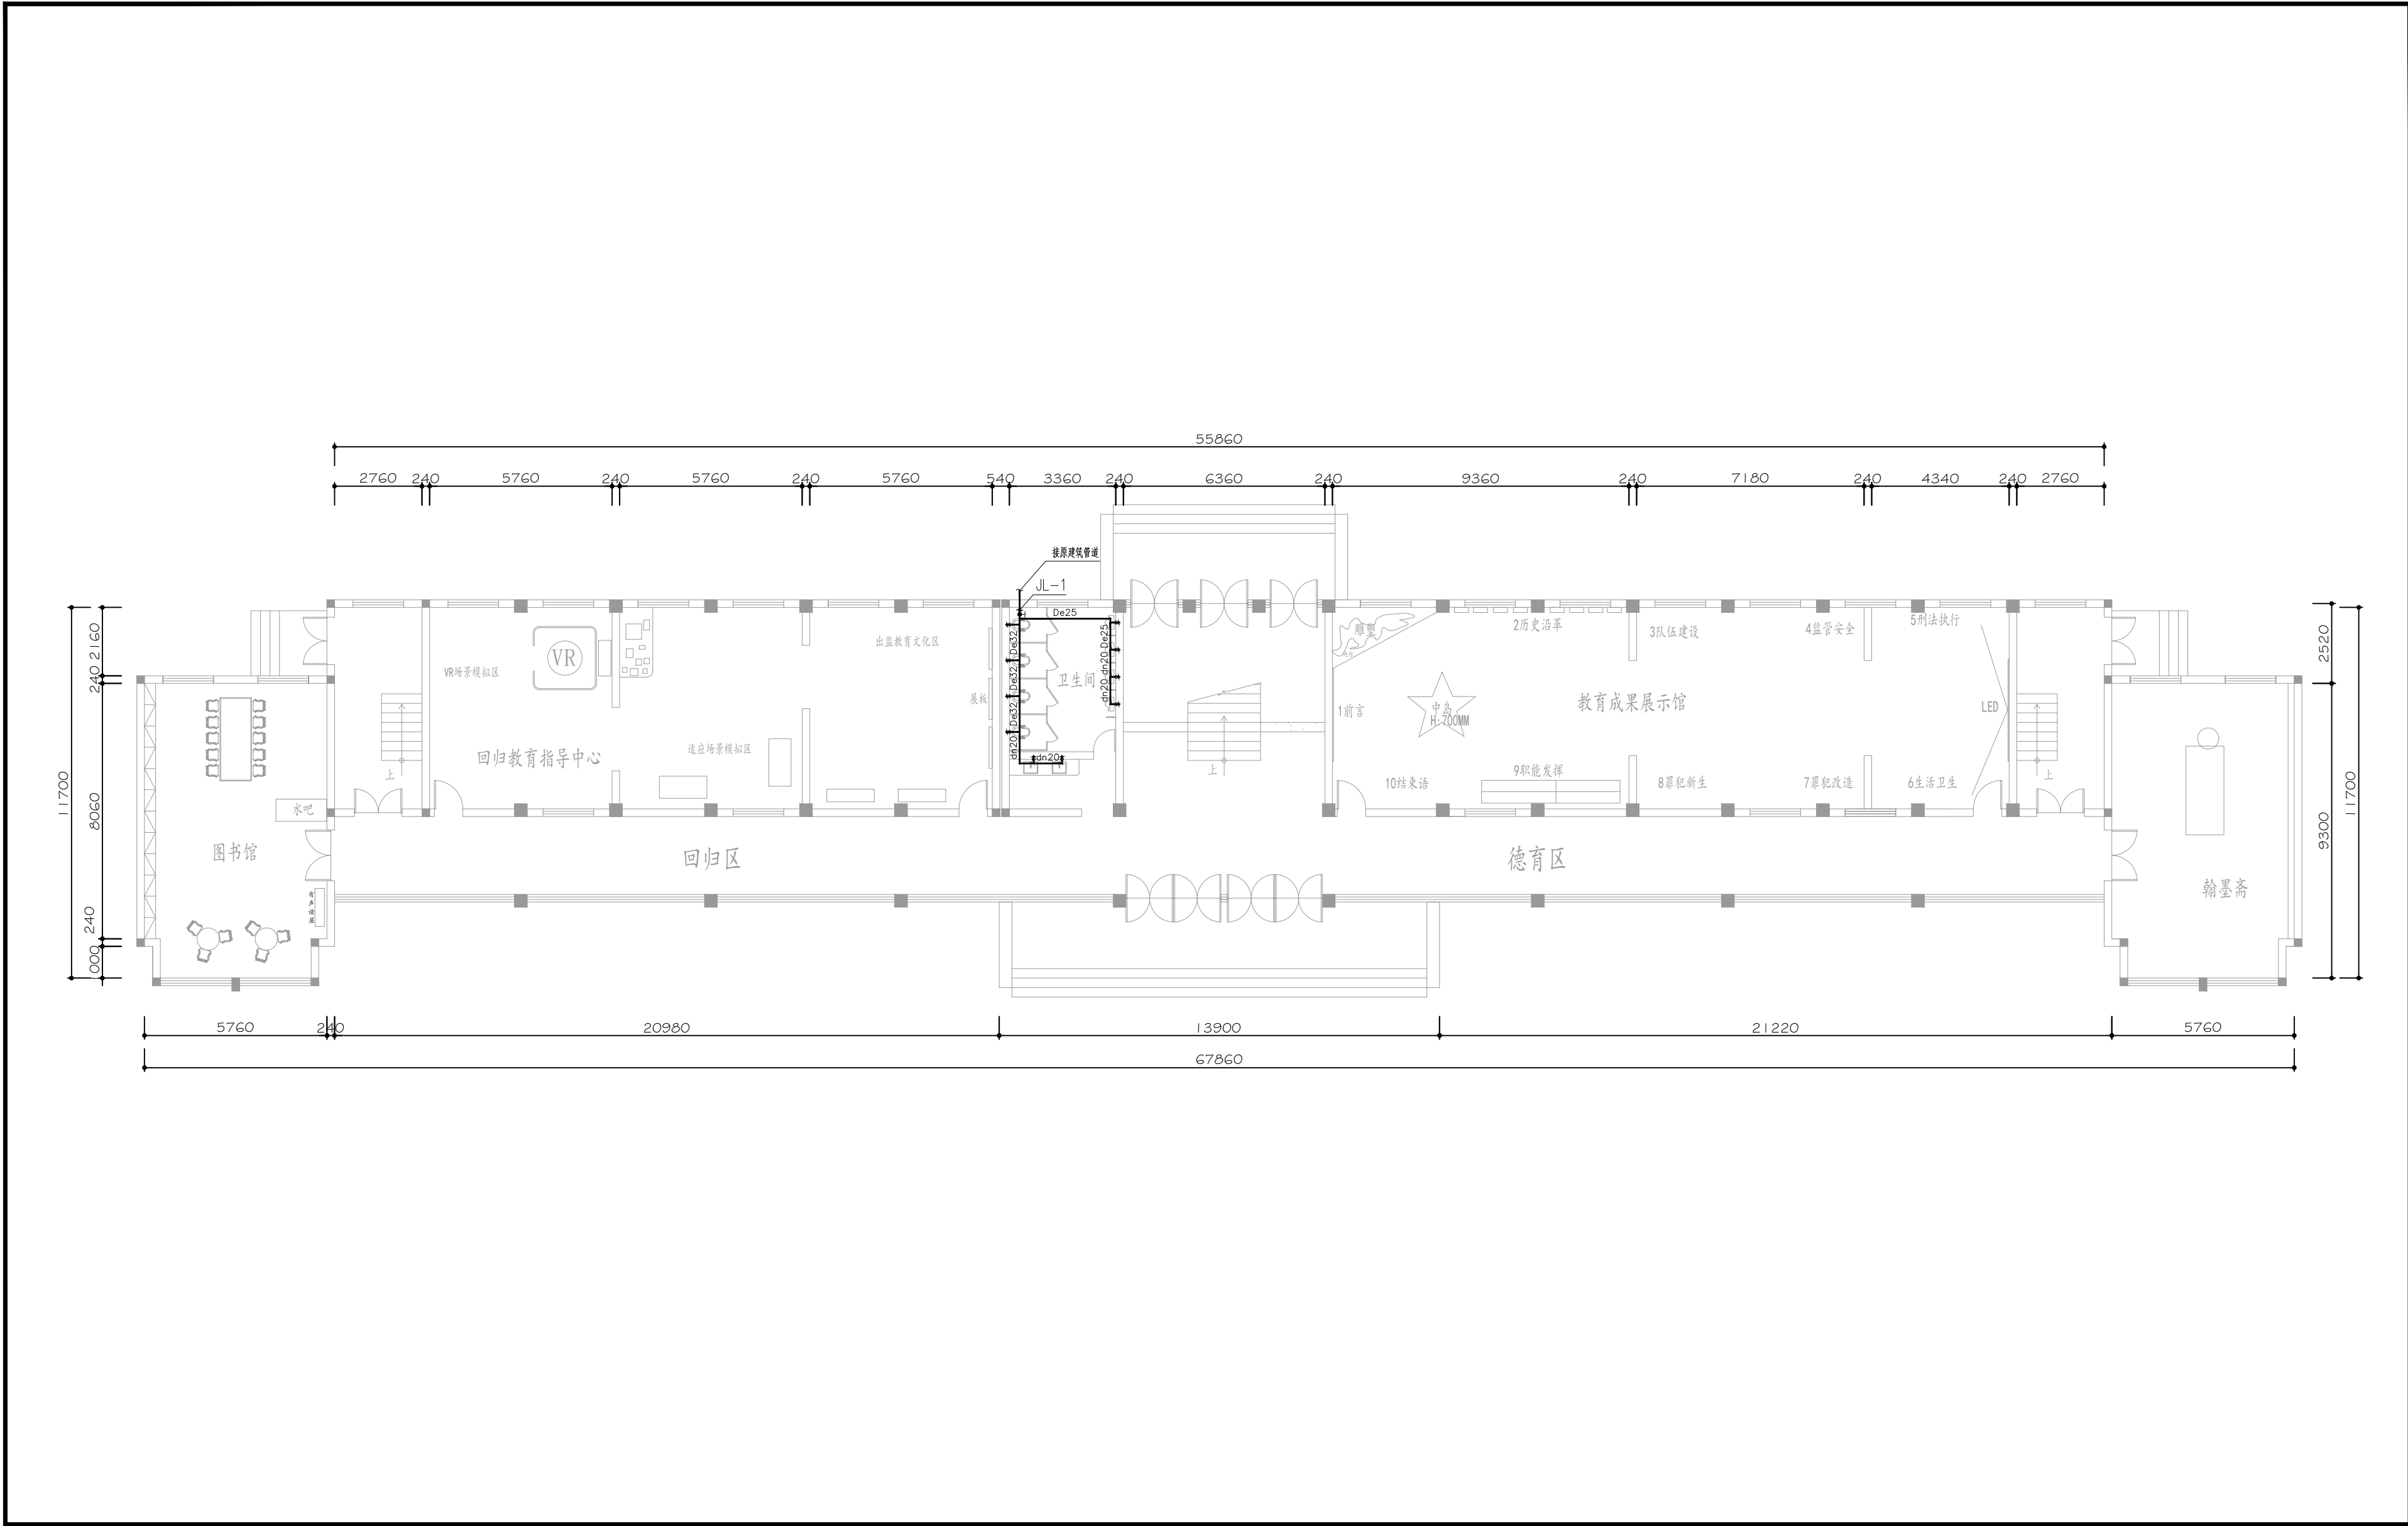 55860
2760 240 5760 240 5760 240 5760 540 3360 240 6360 240 9360 240 7180 240 4340 240 2760
接原建筑管道
JL-1
De25
De32
De32
De32
dn20
dn20
De25
dn20
dn20
卫生间
VR场景模拟区
VR
出监教育文化区
展板
回归教育指导中心
适应场景模拟区
上
水吧
图书馆
有声读屋
回归区
上
雕塑
1前言
2历史沿革
3队伍建设
4监管安全
5刑法执行
中岛
H:700MM
教育成果展示馆
LED
10结束语
9职能发挥
8罪犯新生
7罪犯改造
6生活卫生
上
德育区
翰墨斋
11700
2160
240
8060
240
000
2520
9300
11700
5760 240 20980 13900 21220 5760
67860